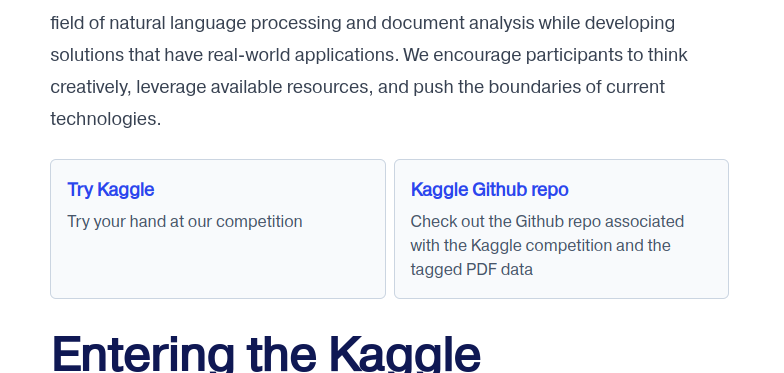 field of natural language processing and document analysis while developing
solutions that have real-world applications. We encourage participants to think
creatively, leverage available resources, and push the boundaries of current
technologies.
Try Kaggle
Try your hand at our competition
Kaggle Github repo
Check out the Github repo associated
with the Kaggle competition and the
tagged PDF data
Entering the Kaggle